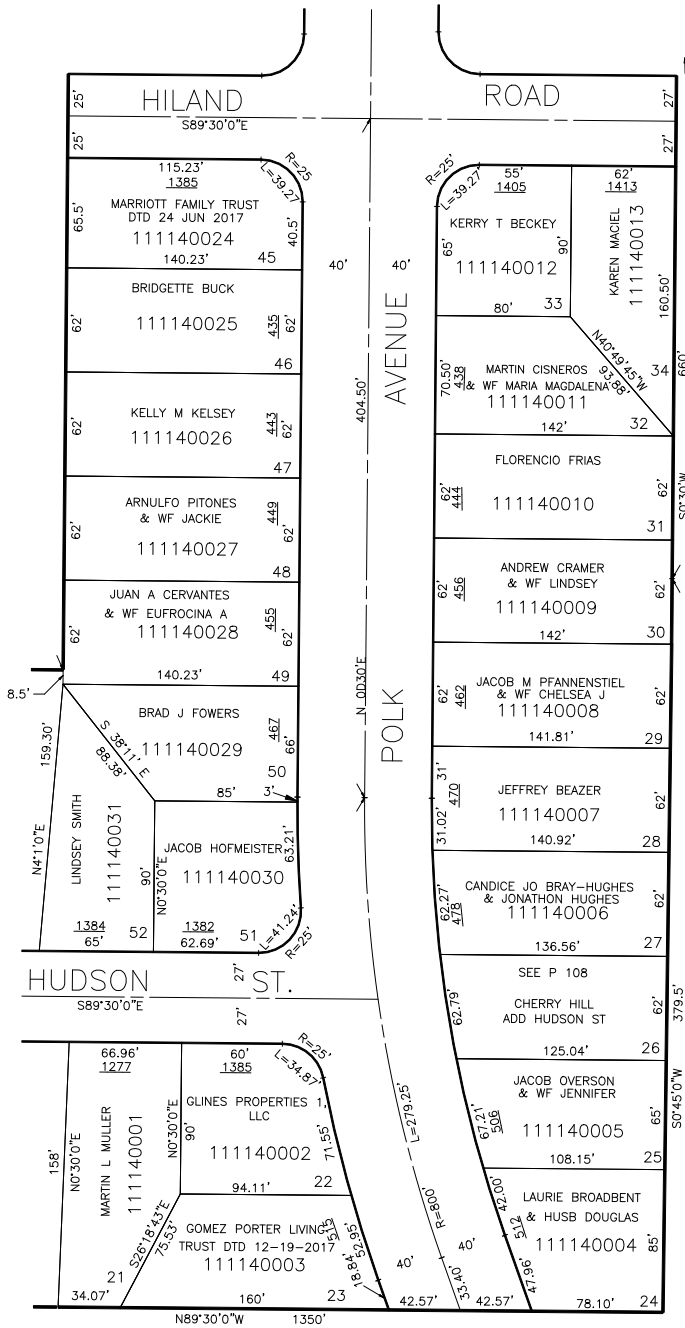 HILAND ROAD
25'
S89°30'0"E
25'
27'
27'
115.23'
1385
R=25
L=39.27'
65.5'
MARRIOTT FAMILY TRUST
DTD 24 JUN 2017
111140024
40.5'
140.23'
45
BRIDGETTE BUCK
111140025
62'
435
62'
46
KELLY M KELSEY
111140026
62'
443
62'
47
ARNULFO PITONES
& WF JACKIE
111140027
62'
449
62'
48
JUAN A CERVANTES
& WF EUFROCINA A
111140028
62'
455
62'
140.23'
49
8.5'
BRAD J FOWERS
111140029
467
66'
50
S 38°11' E
88.38'
85'
3'
159.30'
N4°1'0"E
LINDSEY SMITH
111140031
90'
N0°30'0"E
1384
65'
52
JACOB HOFMEISTER
111140030
63.21'
1382
62.69'
51
L=41.24'
R=25'
HUDSON ST.
27'
S89°30'0"E
27'
66.96'
1277
158'
N0°30'0"E
MARTIN L MULLER
111140001
N0°30'0"E
90'
S26°18'43"E
75.53'
21
34.07'
60'
1385
R=25'
L=34.87'
GLINES PROPERTIES 1,
LLC
111140002
71.55'
94.11'
22
GOMEZ PORTER LIVING
TRUST DTD 12-19-2017
111140003
515
52.95'
18.84'
160'
23
N89°30'0"W
1350'
40'
40'
POLK AVENUE
404.50'
N 0D30'E
L=279.25'
R=800'
33.40'
40'
40'
42.57'
42.57'
R=25'
L=39.27'
55'
1405
KERRY T BECKEY
65'
111140012
90'
80'
33
62'
1413
KAREN MACIEL
111140013
160.50'
N40°49'45"W
93.88'
34
660'
S0°30'W
70.50'
438
MARTIN CISNEROS
& WF MARIA MAGDALENA
111140011
142'
32
FLORENCIO FRIAS
62'
444
111140010
62'
31
ANDREW CRAMER
& WF LINDSEY
62'
456
111140009
62'
142'
30
JACOB M PFANNENSTIEL
& WF CHELSEA J
62'
462
111140008
62'
141.81'
29
31'
470
31.02'
JEFFREY BEAZER
111140007
62'
140.92'
28
CANDICE JO BRAY-HUGHES
& JONATHON HUGHES
62.27'
478
111140006
62'
136.56'
27
SEE P 108
CHERRY HILL
ADD HUDSON ST
62.79'
62'
125.04'
26
379.5'
S0°45'0"W
JACOB OVERSON
& WF JENNIFER
67.21'
506
111140005
65'
108.15'
25
LAURIE BROADBENT
& HUSB DOUGLAS
42.00'
512
47.96'
111140004
85'
78.10'
24